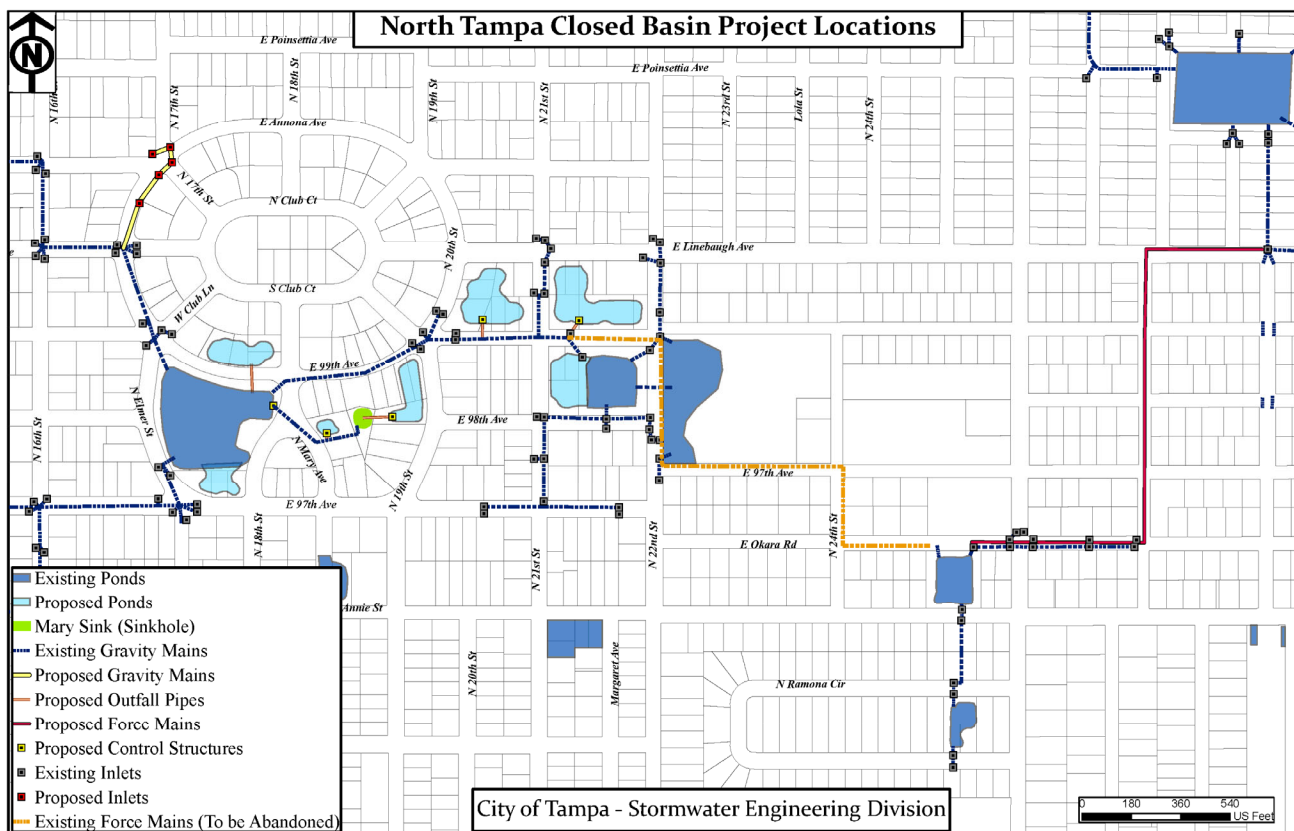 North Tampa Closed Basin Project Locations
N
E Poinsettia Ave
E Poinsettia Ave
N 16th St
N 17th St
N 18th St
N 19th St
N 21st St
N 23rd St
Lola St
N 24th St
E Annona Ave
N 17th St
N Club Ct
N 20th St
E Linebaugh Ave
e
S Club Ct
W Club Ln
E 99th Ave
N Elmer St
N 16th St
E 98th Ave
N Mary Ave
N 19th St
E 97th Ave
E 97th Ave
N 18th St
N 21st St
N 22nd St
E Okara Rd
N 24th St
Annie St
N 20th St
Margaret Ave
N Ramona Cir
Existing Ponds
Proposed Ponds
Mary Sink (Sinkhole)
Existing Gravity Mains
Proposed Gravity Mains
Proposed Outfall Pipes
Proposed Force Mains
Proposed Control Structures
Existing Inlets
Proposed Inlets
Existing Force Mains (To be Abandoned)
City of Tampa - Stormwater Engineering Division
0 180 360 540
US Feet